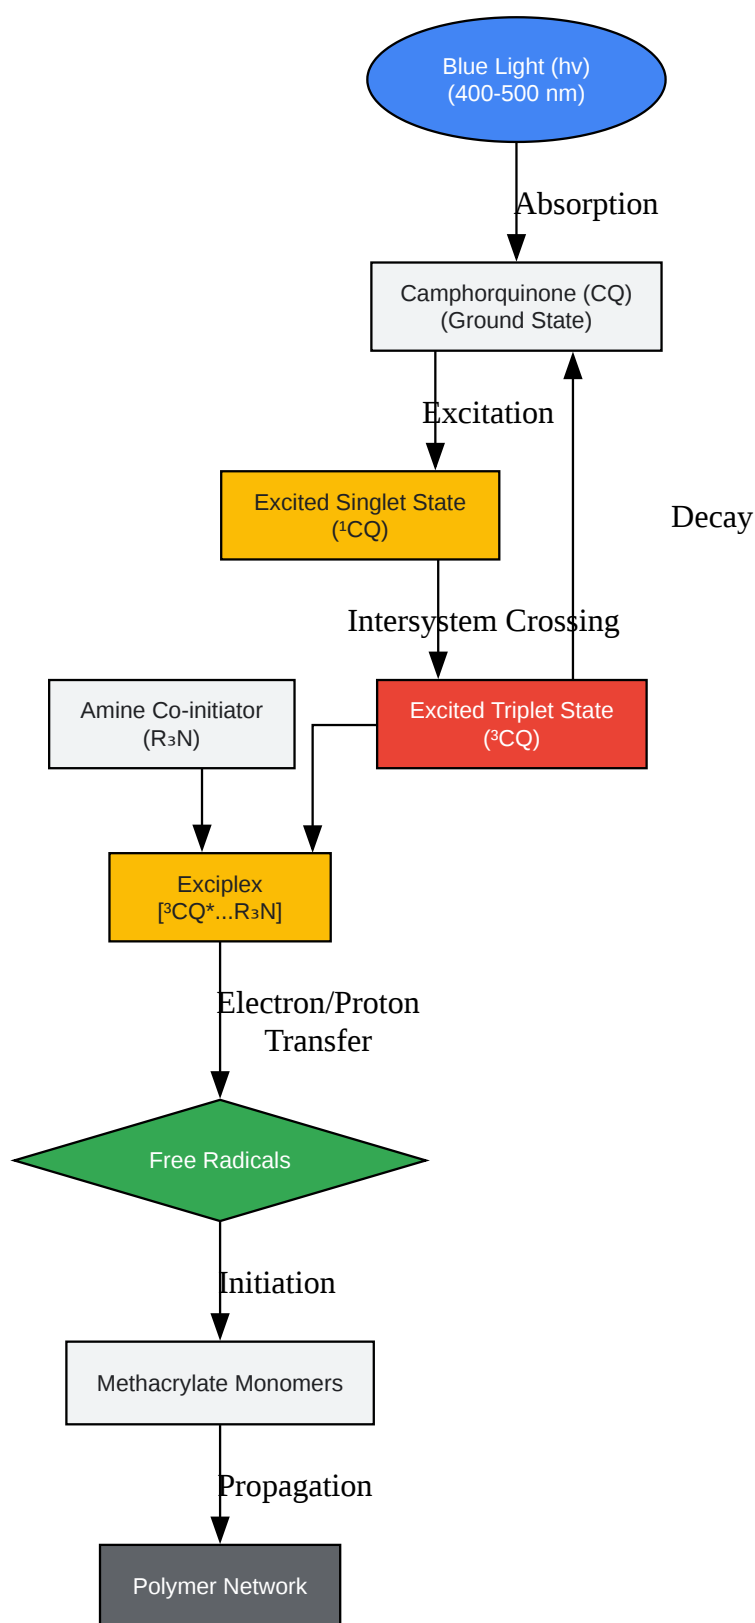 Blue Light (hv)
(400-500 nm)
Absorption
Camphorquinone (CQ)
(Ground State)
Excitation
Excited Singlet State
(¹CQ)
Decay
Intersystem Crossing
Amine Co-initiator
(R₃N)
Excited Triplet State
(³CQ)
Exciplex
[³CQ*...R₃N]
Electron/Proton
Transfer
Free Radicals
Initiation
Methacrylate Monomers
Propagation
Polymer Network